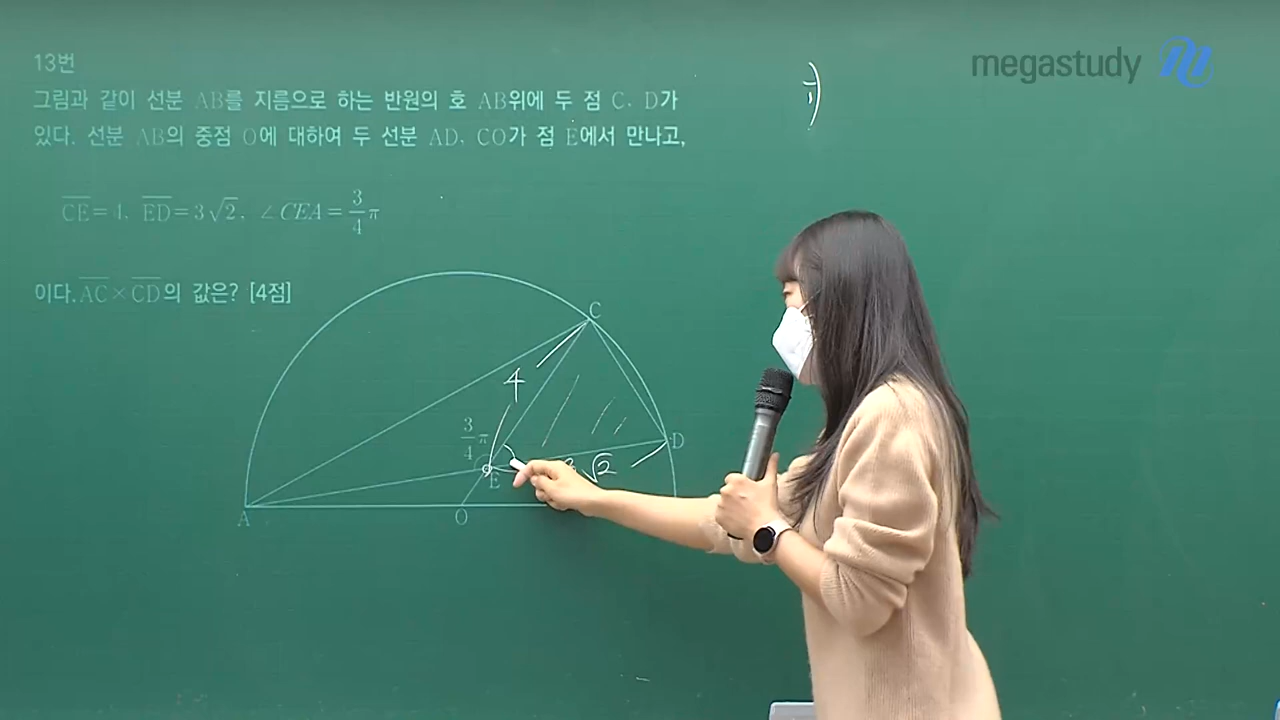 13번
megastudy
그림과 같이 선분 AB를 지름으로 하는 반원의 호 AB위에 두 점 C, D가
있다. 선분 AB의 중점 O에 대하여 두 선분 AD, CO가 점 E에서 만나고,
CE=4, ED=3√2, ∠CEA=3/4π
이다. AC×CD의 값은? [4점]
C
4
3/4π
D
√2
E
A
O